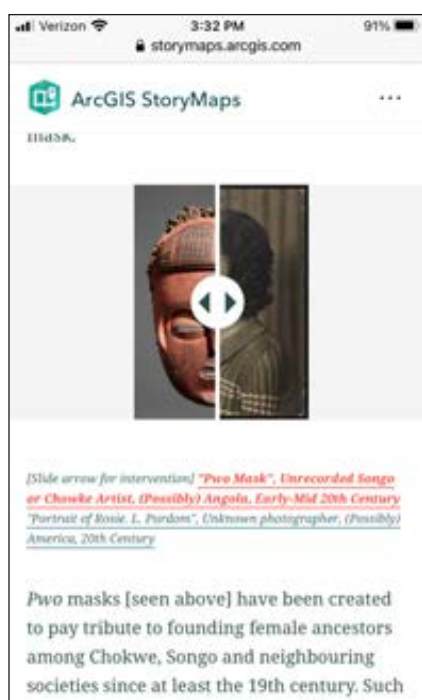 Verizon 3:32 PM 91%
storymaps.arcgis.com
ArcGIS StoryMaps ...
mask.
[Slide arrow for intervention] "Pwo Mask", Unrecorded Songo
or Chowke Artist, (Possibly) Angola, Early-Mid 20th Century
"Portrait of Rosie. L. Purdom", Unknown photographer, (Possibly)
America, 20th Century
Pwo masks [seen above] have been created
to pay tribute to founding female ancestors
among Chokwe, Songo and neighbouring
societies since at least the 19th century. Such